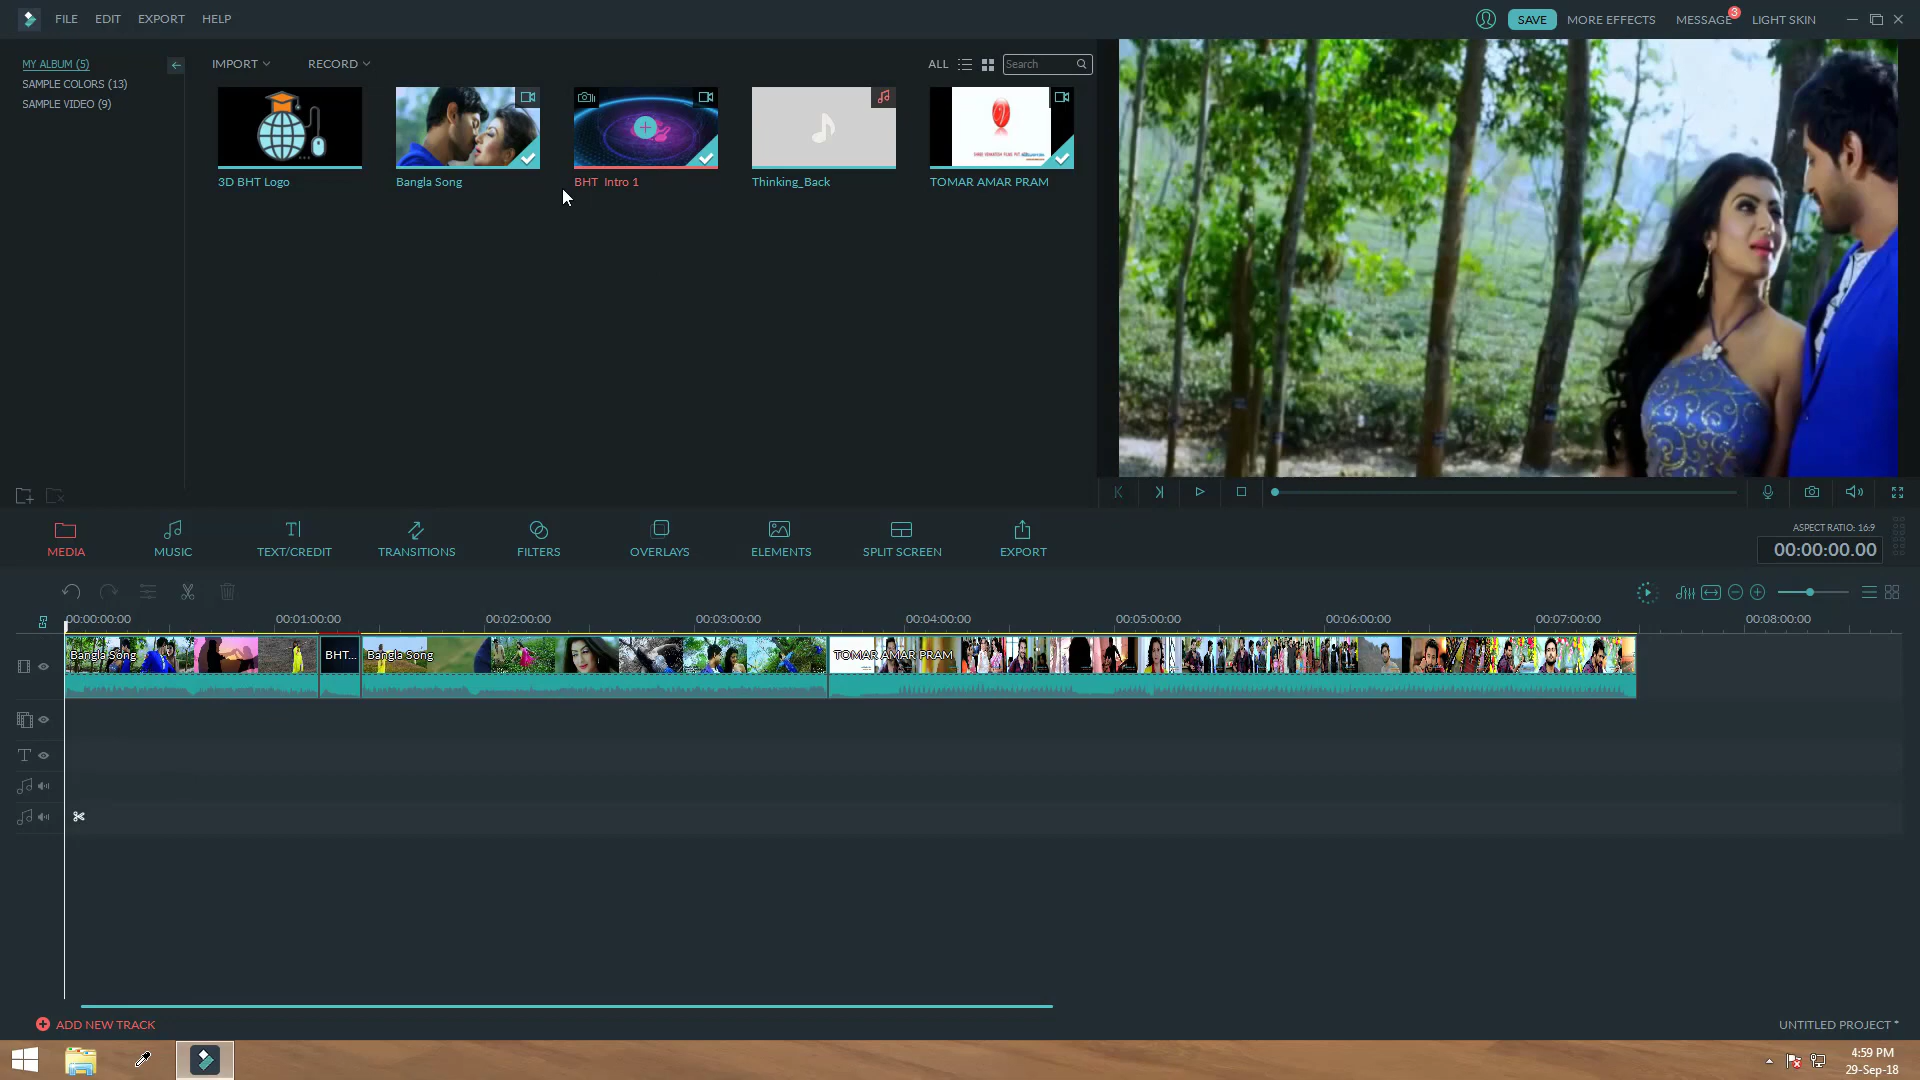 FILE EDIT EXPORT HELP
SAVE MORE EFFECTS MESSAGE 3 LIGHT SKIN
MY ALBUM (5)
SAMPLE COLORS (13)
SAMPLE VIDEO (9)
IMPORT RECORD ALL Search
3D BHT Logo Bangla Song BHT Intro 1 Thinking_Back TOMAR AMAR PRAM
MEDIA MUSIC TEXT/CREDIT TRANSITIONS FILTERS OVERLAYS ELEMENTS SPLIT SCREEN EXPORT
ASPECT RATIO: 16:9
00:00:00.00
00:00:00:00 00:01:00:00 00:02:00:00 00:03:00:00 00:04:00:00 00:05:00:00 00:06:00:00 00:07:00:00 00:08:00:00
Bangla Song BHT... Bangla Song TOMAR AMAR PRAM
ADD NEW TRACK
UNTITLED PROJECT *
4:59 PM
29-Sep-18